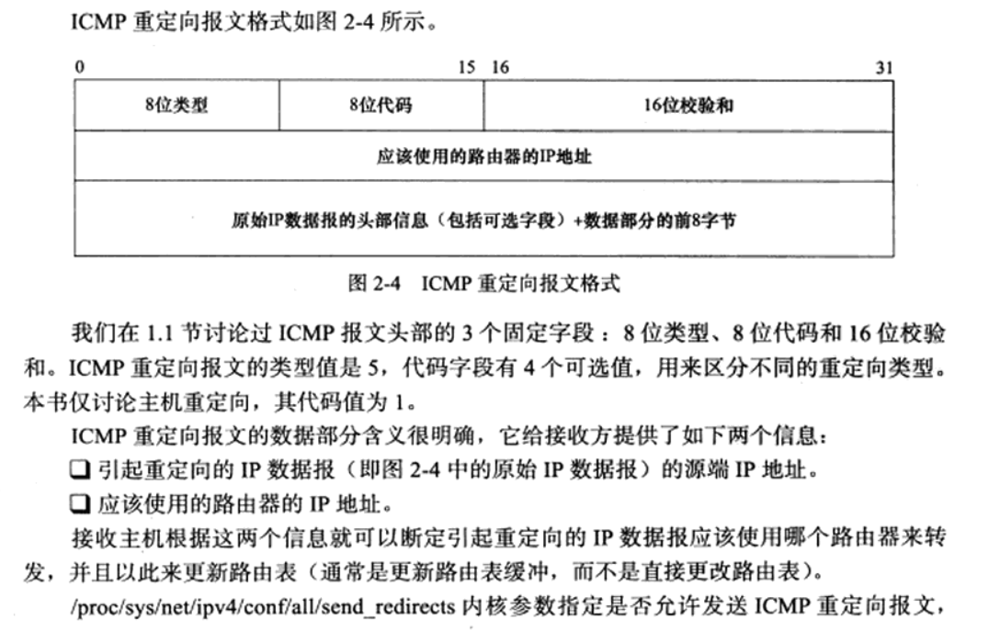 ICMP 重定向报文格式如图 2-4 所示。
0 15 16 31
8位类型 8位代码 16位校验和
应该使用的路由器的IP地址
原始IP数据报的头部信息（包括可选字段）+数据部分的前8字节
图 2-4 ICMP 重定向报文格式
我们在 1.1 节讨论过 ICMP 报文头部的 3 个固定字段：8 位类型、8 位代码和 16 位校验
和。ICMP 重定向报文的类型值是 5，代码字段有 4 个可选值，用来区分不同的重定向类型。
本书仅讨论主机重定向，其代码值为 1。
ICMP 重定向报文的数据部分含义很明确，它给接收方提供了如下两个信息：
❑ 引起重定向的 IP 数据报（即图 2-4 中的原始 IP 数据报）的源端 IP 地址。
❑ 应该使用的路由器的 IP 地址。
接收主机根据这两个信息就可以断定引起重定向的 IP 数据报应该使用哪个路由器来转
发，并且以此来更新路由表（通常是更新路由表缓冲，而不是直接更改路由表）。
/proc/sys/net/ipv4/conf/all/send_redirects 内核参数指定是否允许发送 ICMP 重定向报文，